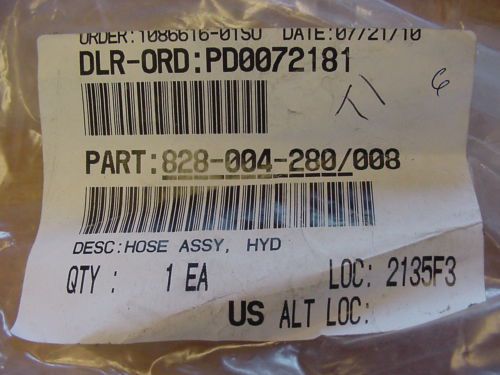 ORDER:1086616-01SO DATE:07/21/10
DLR-ORD:PD0072181
6
PART:828-004-280/008
DESC:HOSE ASSY, HYD
QTY : 1 EA LOC: 2135F3
US ALT LOC: